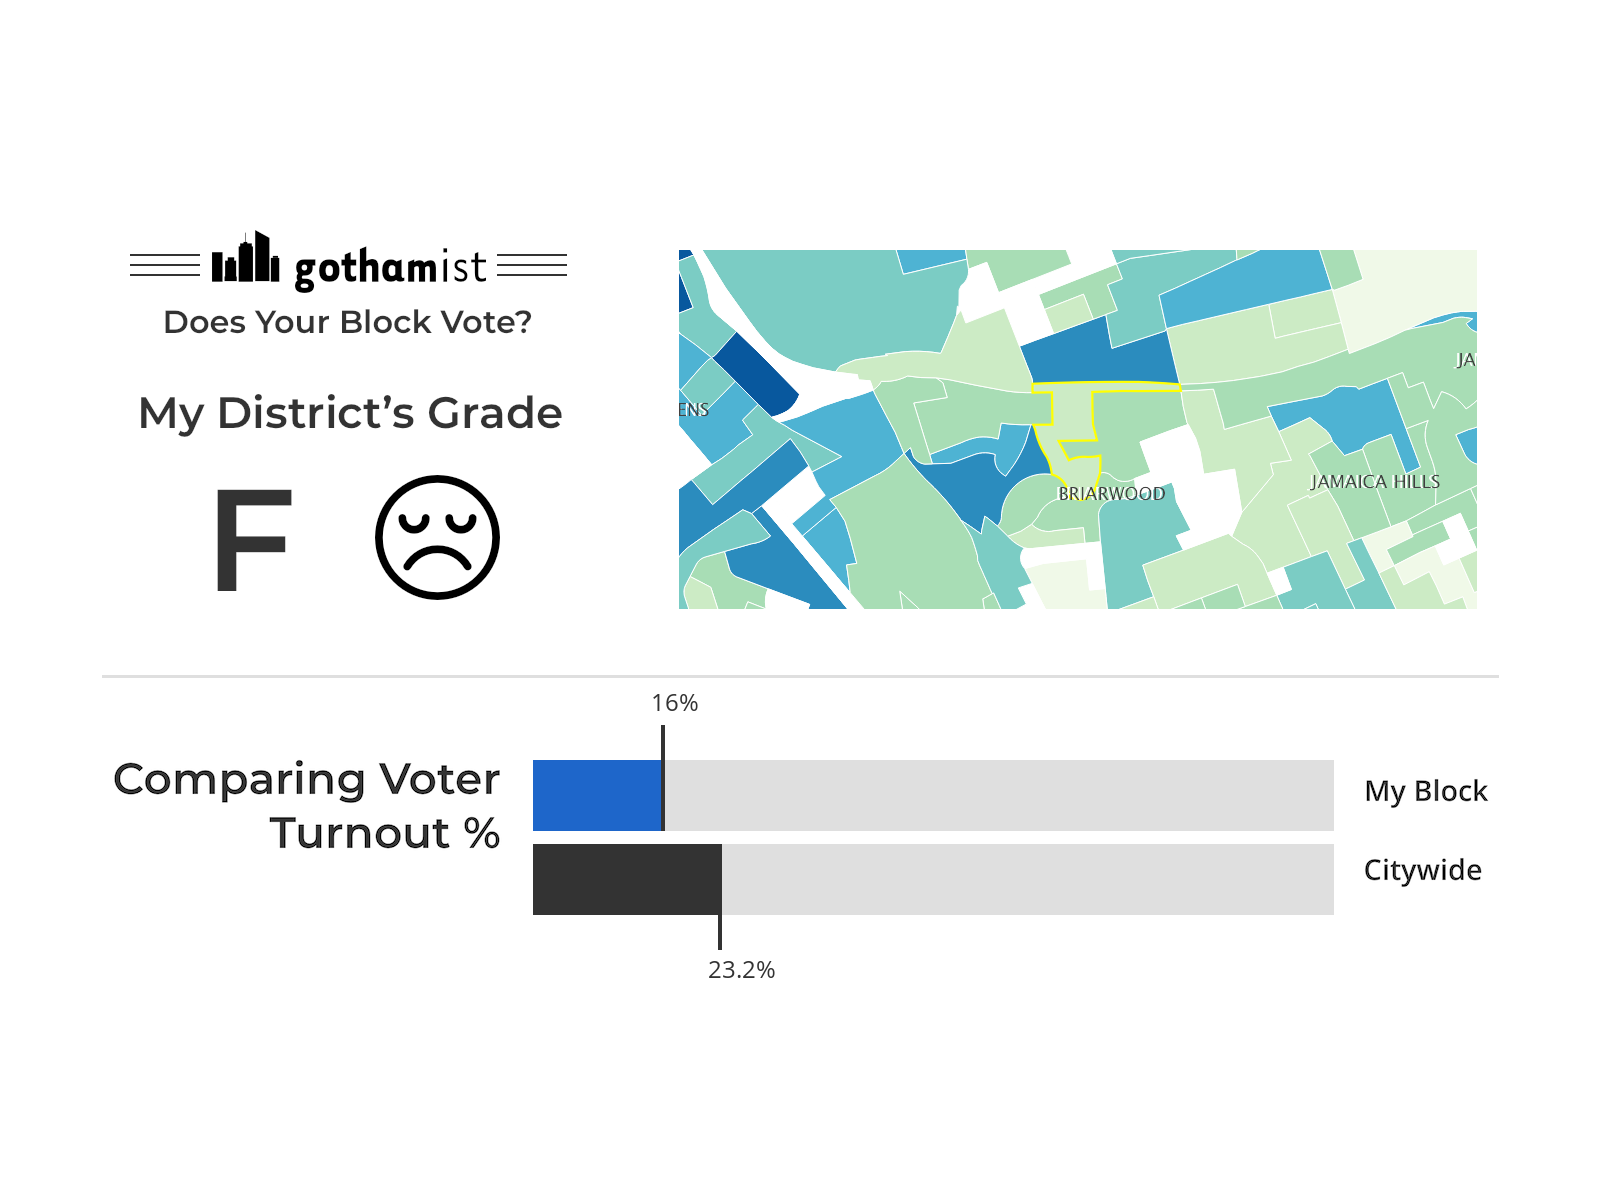 gothamist
Does Your Block Vote?
My District's Grade
F
ENS
JA
BRIARWOOD
JAMAICA HILLS
16%
Comparing Voter
Turnout %
My Block
Citywide
23.2%